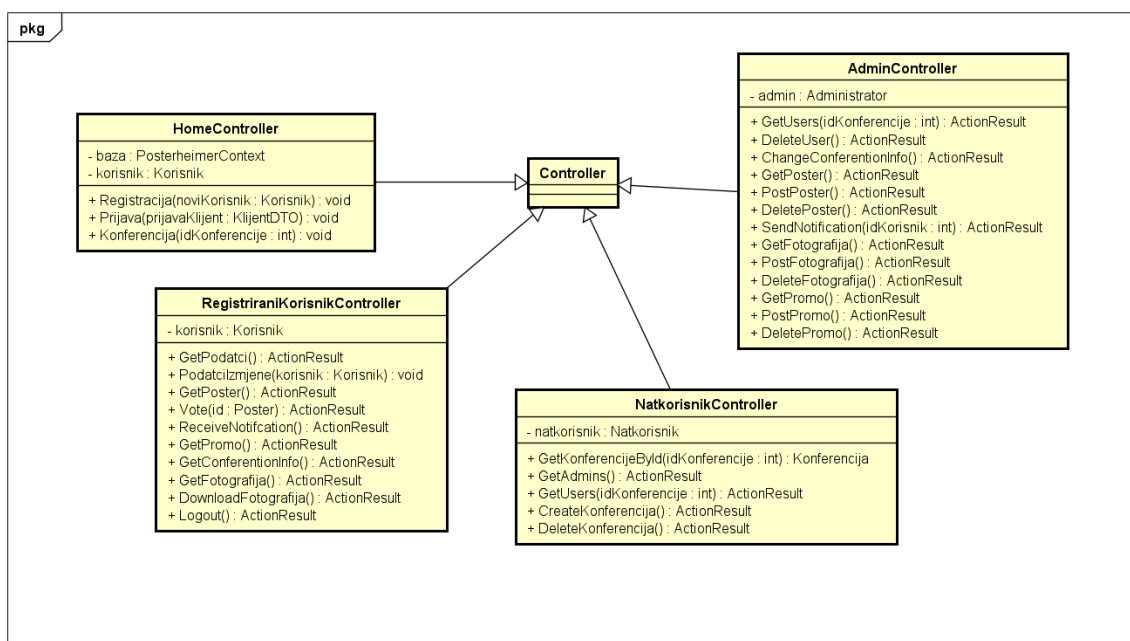 pkg
HomeController
- baza : PosterheimerContext
- korisnik : Korisnik
+ Registracija(noviKorisnik : Korisnik) : void
+ Prijava(prijavaKlijent : KlijentDTO) : void
+ Konferencija(idKonferencije : int) : void
Controller
AdminController
- admin : Administrator
+ GetUsers(idKonferencije : int) : ActionResult
+ DeleteUser() : ActionResult
+ ChangeConferentionInfo() : ActionResult
+ GetPoster() : ActionResult
+ PostPoster() : ActionResult
+ DeletePoster() : ActionResult
+ SendNotification(idKorisnik : int) : ActionResult
+ GetFotografija() : ActionResult
+ PostFotografija() : ActionResult
+ DeleteFotografija() : ActionResult
+ GetPromo() : ActionResult
+ PostPromo() : ActionResult
+ DeletePromo() : ActionResult
RegistriraniKorisnikController
- korisnik : Korisnik
+ GetPodatci() : ActionResult
+ PodatciIzmjene(korisnik : Korisnik) : void
+ GetPoster() : ActionResult
+ Vote(id : Poster) : ActionResult
+ ReceiveNotifcation() : ActionResult
+ GetPromo() : ActionResult
+ GetConferentionInfo() : ActionResult
+ GetFotografija() : ActionResult
+ DownloadFotografija() : ActionResult
+ Logout() : ActionResult
NatkorisnikController
- natkorisnik : Natkorisnik
+ GetKonferencijeById(idKonferencije : int) : Konferencija
+ GetAdmins() : ActionResult
+ GetUsers(idKonferencije : int) : ActionResult
+ CreateKonferencija() : ActionResult
+ DeleteKonferencija() : ActionResult